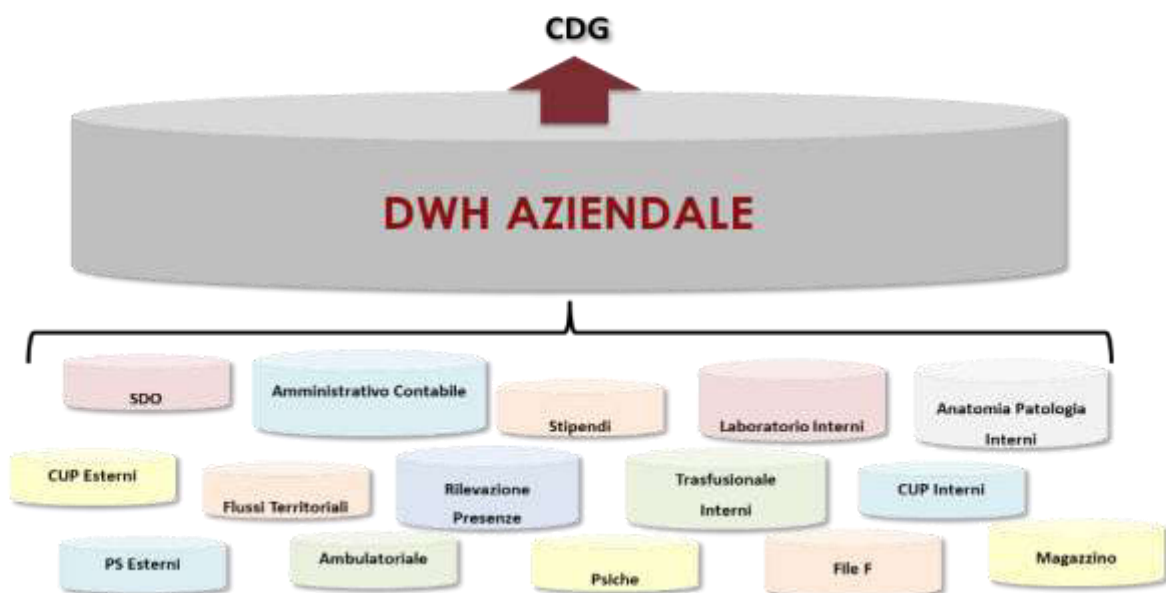 CDG
DWH AZIENDALE
SDO
Amministrativo Contabile
Stipendi
Laboratorio Interni
Anatomia Patologia
Interni
CUP Esterni
Flussi Territoriali
Rilevazione
Presenze
Trasfusionale
Interni
CUP Interni
PS Esterni
Ambulatoriale
Psiche
File F
Magazzino